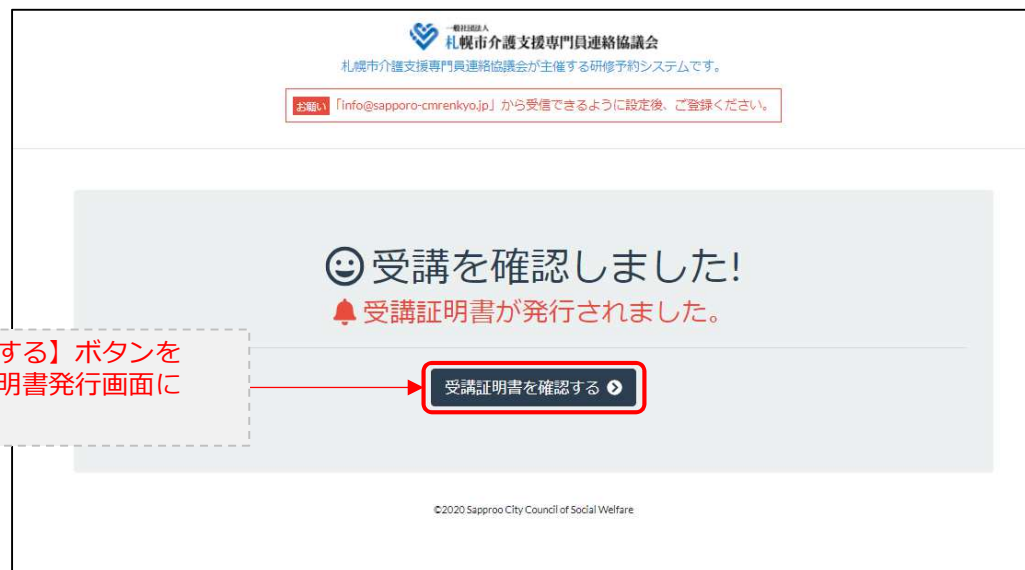 一般社団法人
札幌市介護支援専門員連絡協議会
札幌市介護支援専門員連絡協議会が主催する研修予約システムです。
お願い 「info@sapporo-cmrenkyo.jp」から受信できるように設定後、ご登録ください。
受講を確認しました!
受講証明書が発行されました。
する】ボタンを
明書発行画面に
受講証明書を確認する
©2020 Sapproo City Council of Social Welfare